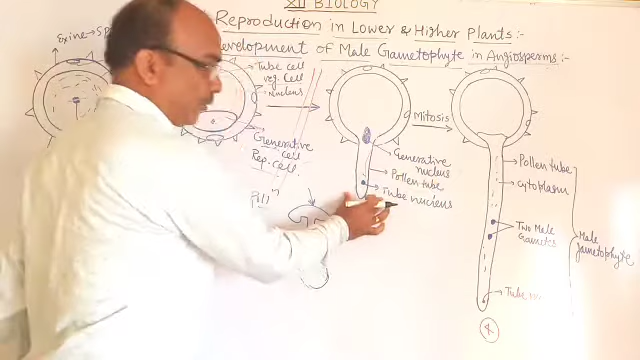 XII BIOLOGY
Reproduction in Lower & Higher Plants:-
Development of Male Gametophyte in Angiosperms:-
Exine→
Tube cell
veg. Cell
Nucleus
Generative
cell
Rep. cell.
Generative
nucleus
Pollen tube
Tube nucleus
Mitosis
Pollen tube
cytoplasm
Two Male
Gametes
Male
gametophyte
Tube